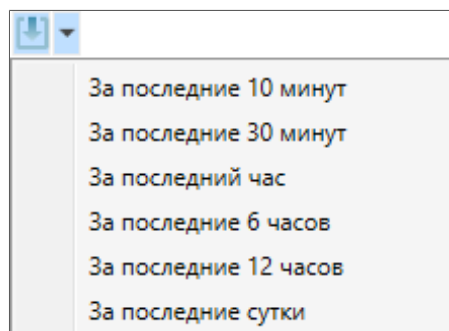 За последние 10 минут
За последние 30 минут
За последний час
За последние 6 часов
За последние 12 часов
За последние сутки